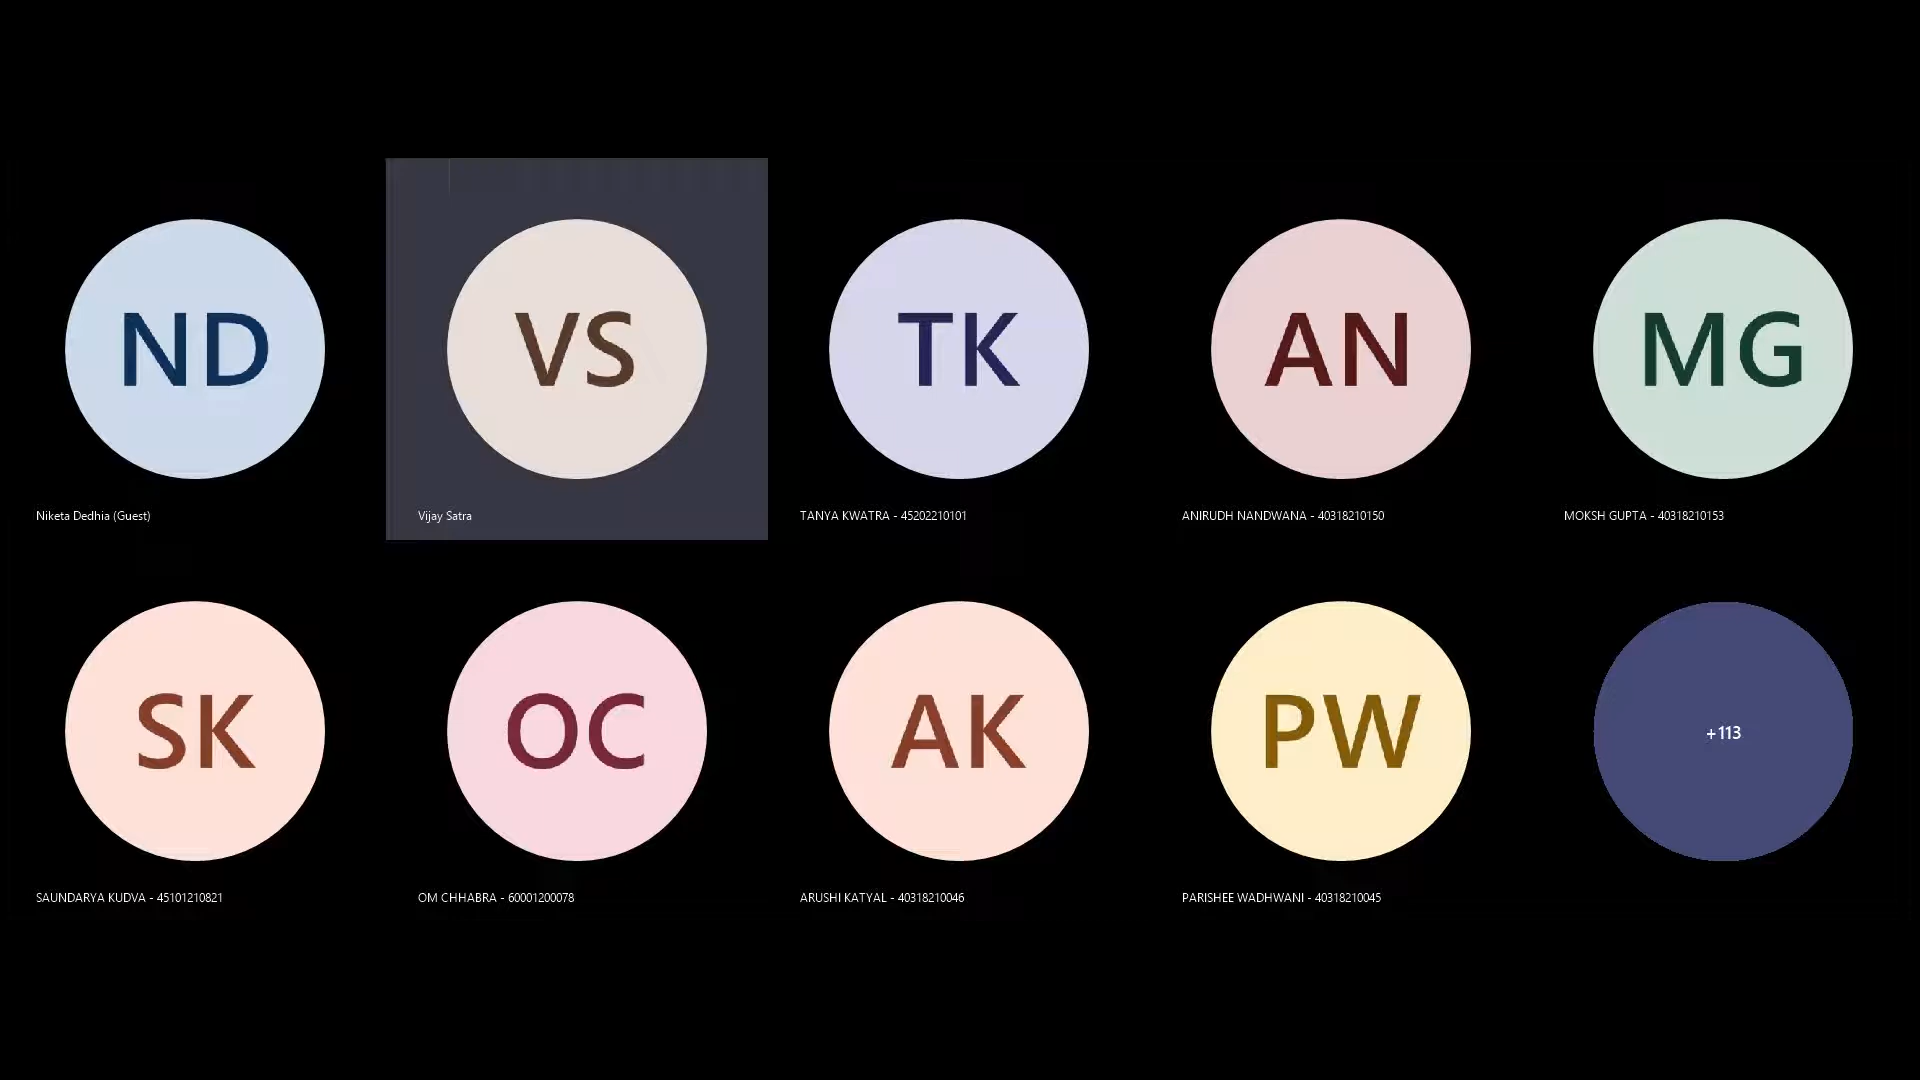 ND
VS
TK
AN
MG
Niketa Dedhia (Guest)
Vijay Satra
TANYA KWATRA - 45202210101
ANIRUDH NANDWANA - 40318210150
MOKSH GUPTA - 40318210153
SK
OC
AK
PW
+113
SAUNDARYA KUDVA - 45101210821
OM CHHABRA - 60001200078
ARUSHI KATYAL - 40318210046
PARISHEE WADHWANI - 40318210045